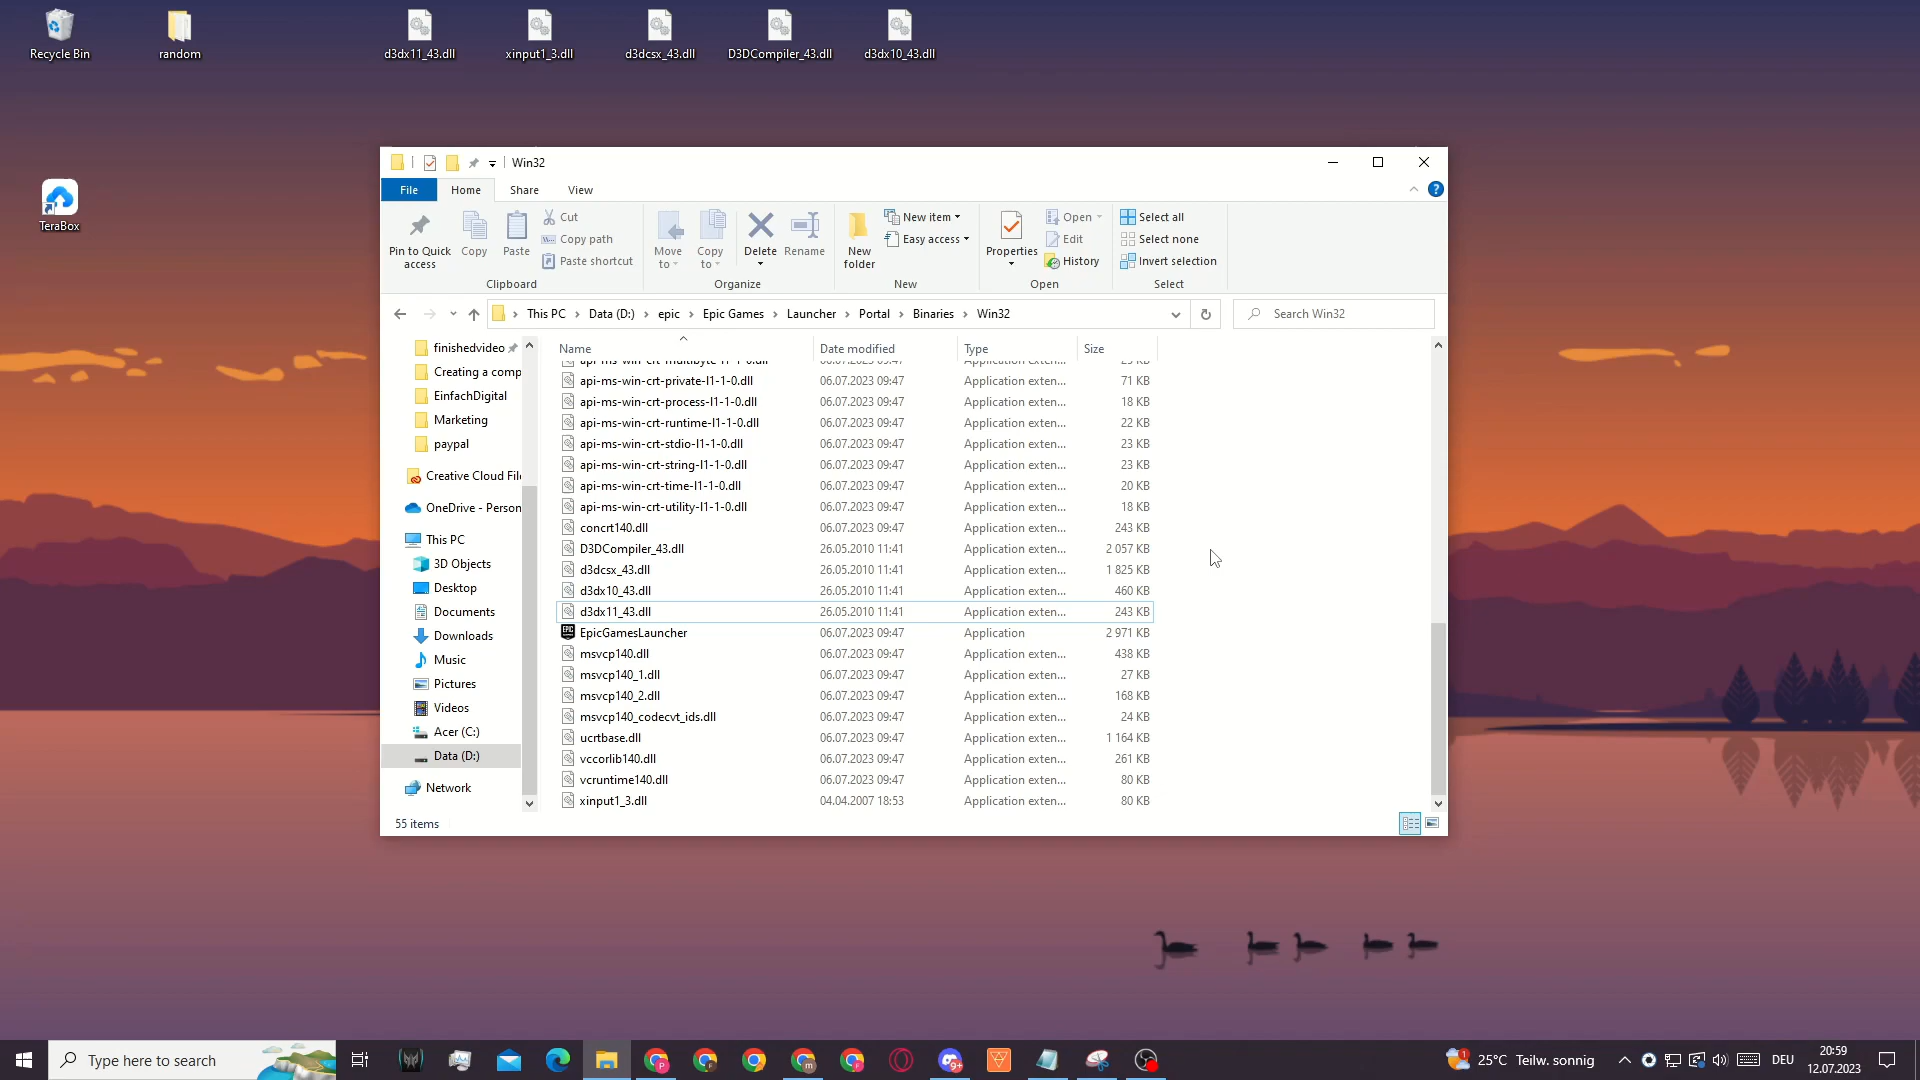 Recycle Bin
random
d3dx11_43.dll
xinput1_3.dll
d3dcsx_43.dll
D3DCompiler_43.dll
d3dx10_43.dll
TeraBox
Win32
File Home Share View
Pin to Quick access
Copy
Paste
Cut
Copy path
Paste shortcut
Clipboard
Move to
Copy to
Delete
Rename
Organize
New folder
New item
Easy access
New
Properties
Open
Edit
History
Open
Select all
Select none
Invert selection
Select
This PC > Data (D:) > epic > Epic Games > Launcher > Portal > Binaries > Win32
Search Win32
finishedvideo
Creating a comp
EinfachDigital
Marketing
paypal
Creative Cloud File
OneDrive - Person
This PC
3D Objects
Desktop
Documents
Downloads
Music
Pictures
Videos
Acer (C:)
Data (D:)
Network
Name Date modified Type Size
api-ms-win-crt-multibyte-l1-1-0.dll 06.07.2023 09:47 Application exten...
api-ms-win-crt-private-l1-1-0.dll 06.07.2023 09:47 Application exten... 71 KB
api-ms-win-crt-process-l1-1-0.dll 06.07.2023 09:47 Application exten... 18 KB
api-ms-win-crt-runtime-l1-1-0.dll 06.07.2023 09:47 Application exten... 22 KB
api-ms-win-crt-stdio-l1-1-0.dll 06.07.2023 09:47 Application exten... 23 KB
api-ms-win-crt-string-l1-1-0.dll 06.07.2023 09:47 Application exten... 23 KB
api-ms-win-crt-time-l1-1-0.dll 06.07.2023 09:47 Application exten... 20 KB
api-ms-win-crt-utility-l1-1-0.dll 06.07.2023 09:47 Application exten... 18 KB
concrt140.dll 06.07.2023 09:47 Application exten... 243 KB
D3DCompiler_43.dll 26.05.2010 11:41 Application exten... 2 057 KB
d3dcsx_43.dll 26.05.2010 11:41 Application exten... 1 825 KB
d3dx10_43.dll 26.05.2010 11:41 Application exten... 460 KB
d3dx11_43.dll 26.05.2010 11:41 Application exten... 243 KB
EpicGamesLauncher 06.07.2023 09:47 Application 2 971 KB
msvcp140.dll 06.07.2023 09:47 Application exten... 438 KB
msvcp140_1.dll 06.07.2023 09:47 Application exten... 27 KB
msvcp140_2.dll 06.07.2023 09:47 Application exten... 168 KB
msvcp140_codecvt_ids.dll 06.07.2023 09:47 Application exten... 24 KB
ucrtbase.dll 06.07.2023 09:47 Application exten... 1 164 KB
vccorlib140.dll 06.07.2023 09:47 Application exten... 261 KB
vcruntime140.dll 06.07.2023 09:47 Application exten... 80 KB
xinput1_3.dll 04.04.2007 18:53 Application exten... 80 KB
55 items
Type here to search
25°C Teilw. sonnig
DEU
20:59
12.07.2023